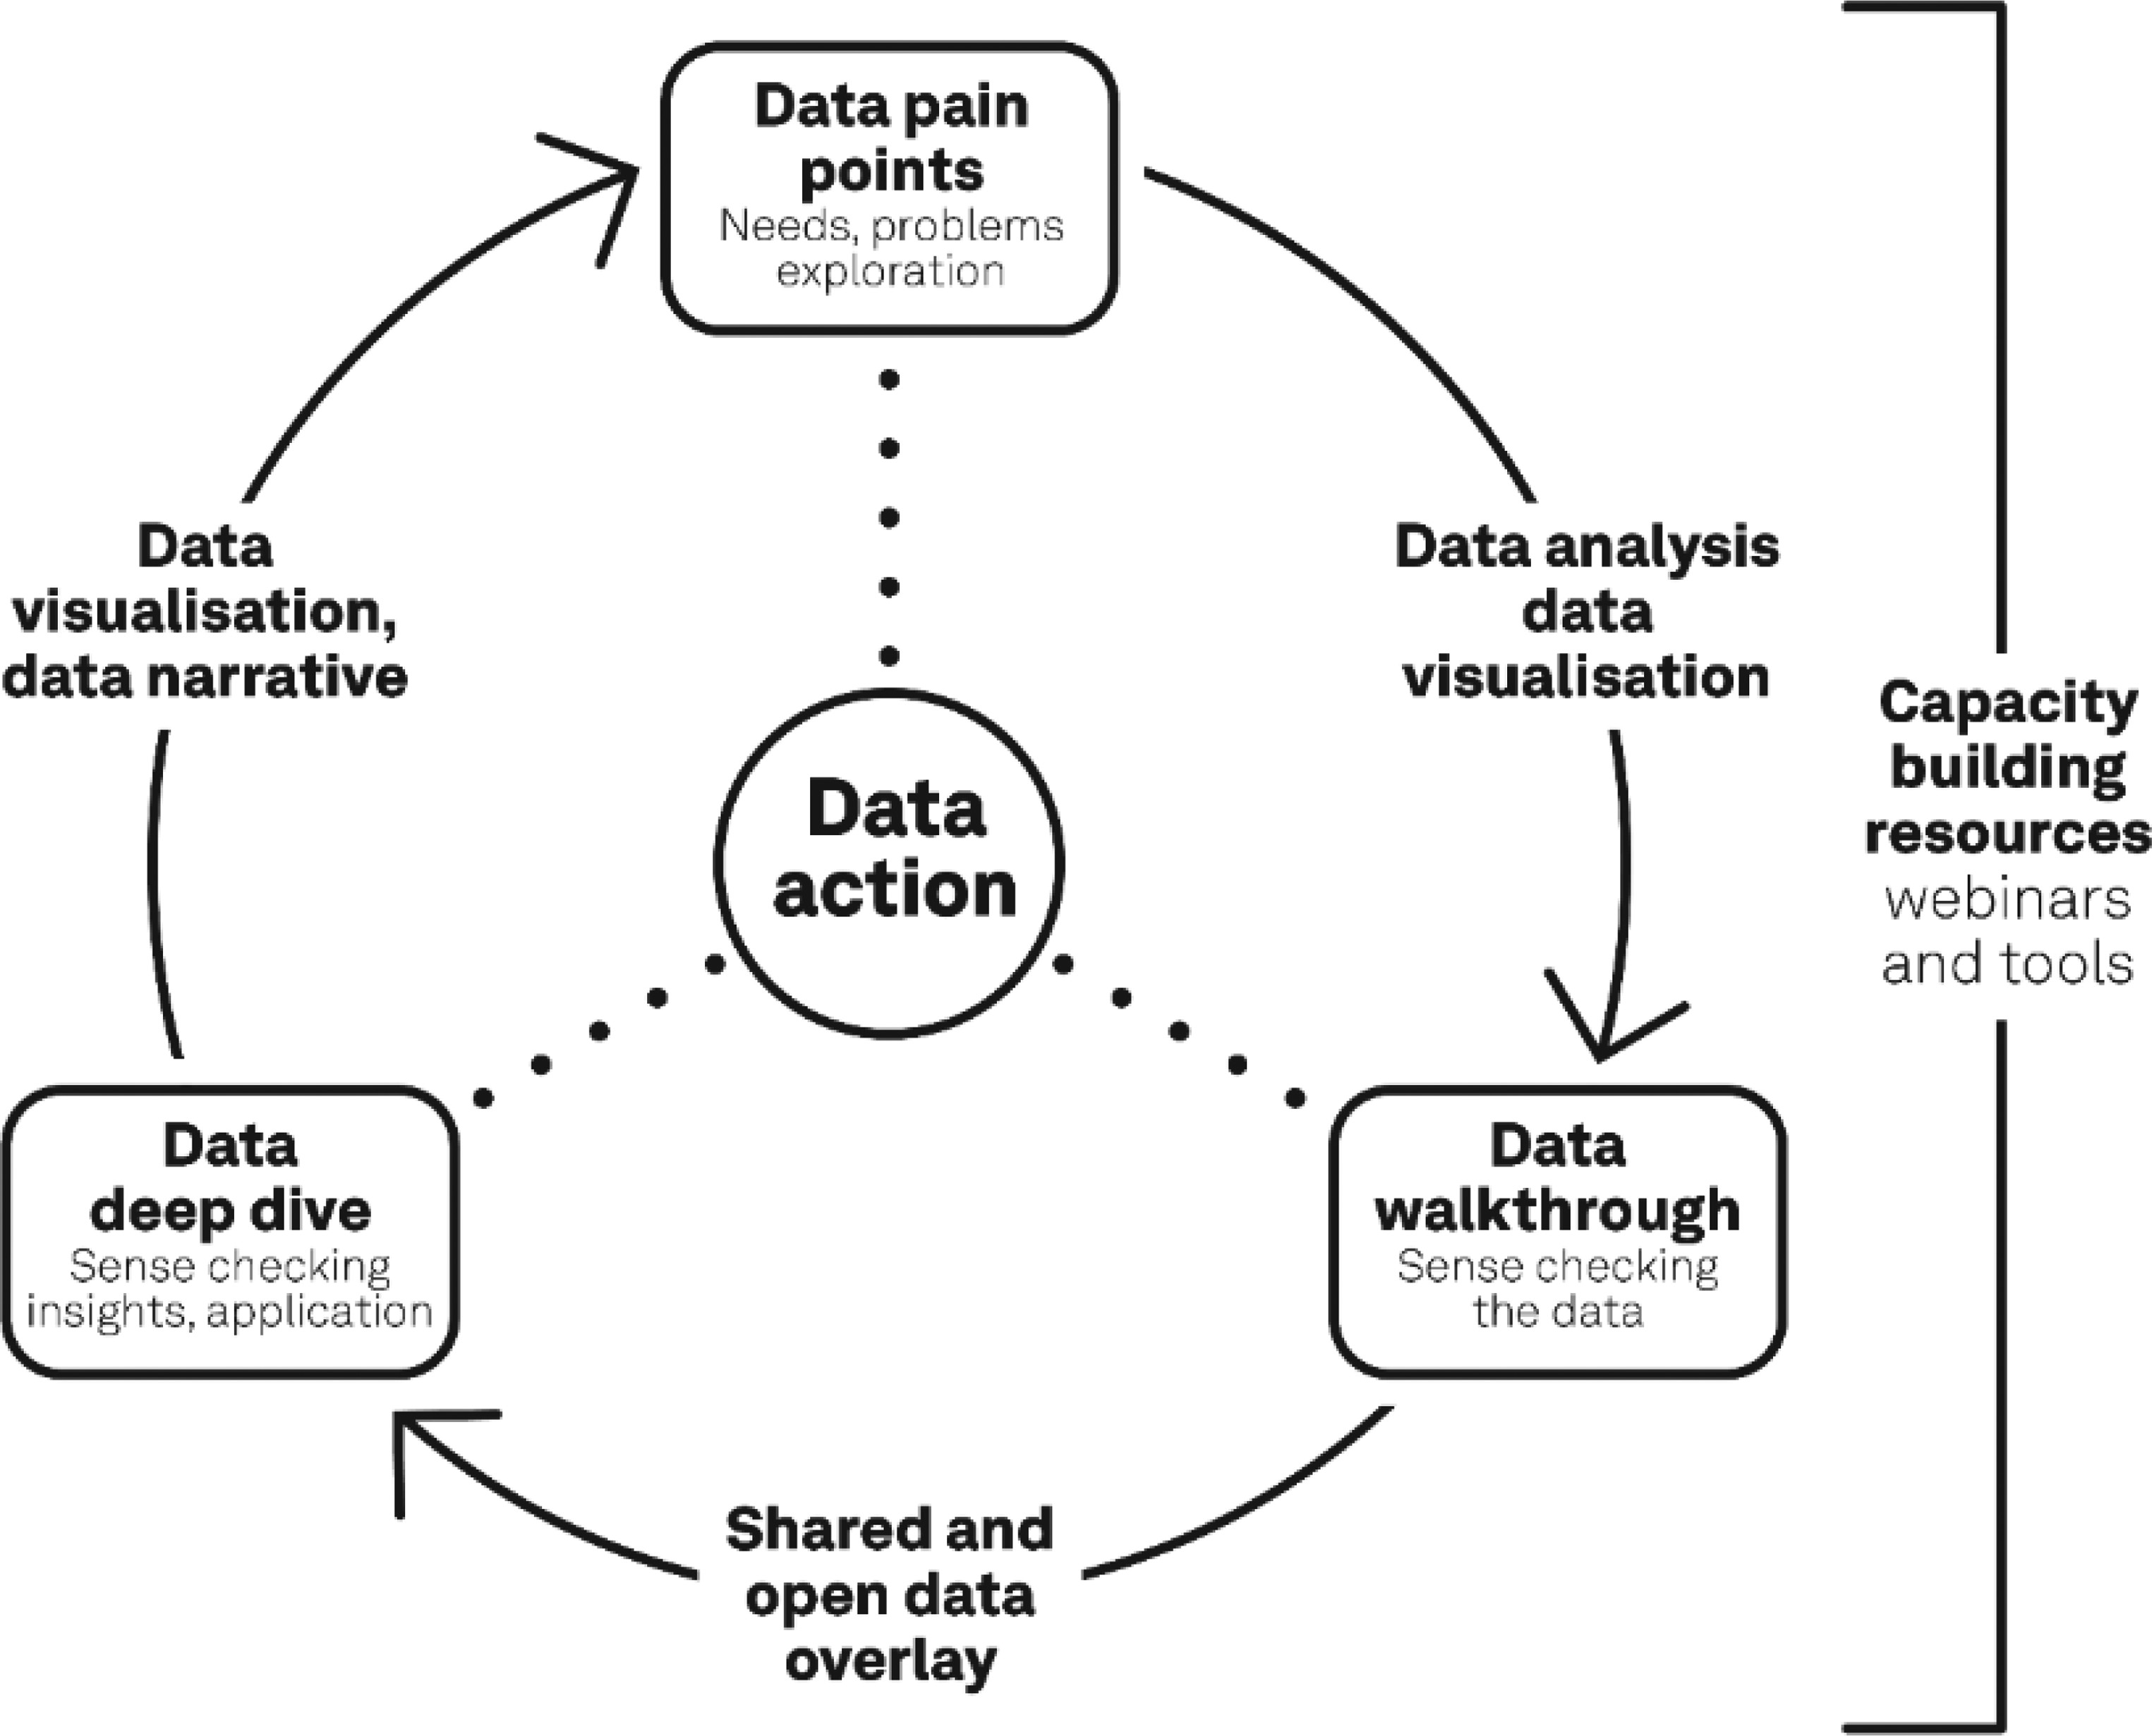 Data pain
points
Needs, problems
exploration
Data
visualisation,
data narrative
Data analysis
data
visualisation
Capacity
building
resources
webinars
and tools
Data
action
Data
deep dive
Sense checking
insights, application
Data
walkthrough
Sense checking
the data
Shared and
open data
overlay